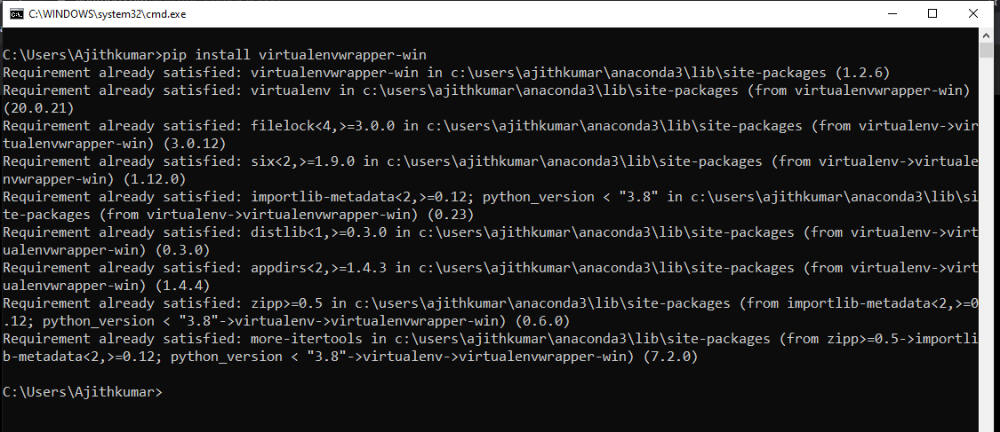 C:\WINDOWS\system32\cmd.exe
C:\Users\Ajithkumar>pip install virtualenvwrapper-win
Requirement already satisfied: virtualenvwrapper-win in c:\users\ajithkumar\anaconda3\lib\site-packages (1.2.6)
Requirement already satisfied: virtualenv in c:\users\ajithkumar\anaconda3\lib\site-packages (from virtualenvwrapper-win)
(20.0.21)
Requirement already satisfied: filelock<4,>=3.0.0 in c:\users\ajithkumar\anaconda3\lib\site-packages (from virtualenv->vir
tualenvwrapper-win) (3.0.12)
Requirement already satisfied: six<2,>=1.9.0 in c:\users\ajithkumar\anaconda3\lib\site-packages (from virtualenv->virtuale
nvwrapper-win) (1.12.0)
Requirement already satisfied: importlib-metadata<2,>=0.12; python_version < "3.8" in c:\users\ajithkumar\anaconda3\lib\si
te-packages (from virtualenv->virtualenvwrapper-win) (0.23)
Requirement already satisfied: distlib<1,>=0.3.0 in c:\users\ajithkumar\anaconda3\lib\site-packages (from virtualenv->virt
ualenvwrapper-win) (0.3.0)
Requirement already satisfied: appdirs<2,>=1.4.3 in c:\users\ajithkumar\anaconda3\lib\site-packages (from virtualenv->virt
ualenvwrapper-win) (1.4.4)
Requirement already satisfied: zipp>=0.5 in c:\users\ajithkumar\anaconda3\lib\site-packages (from importlib-metadata<2,>=0
.12; python_version < "3.8"->virtualenv->virtualenvwrapper-win) (0.6.0)
Requirement already satisfied: more-itertools in c:\users\ajithkumar\anaconda3\lib\site-packages (from zipp>=0.5->importli
b-metadata<2,>=0.12; python_version < "3.8"->virtualenv->virtualenvwrapper-win) (7.2.0)
C:\Users\Ajithkumar>